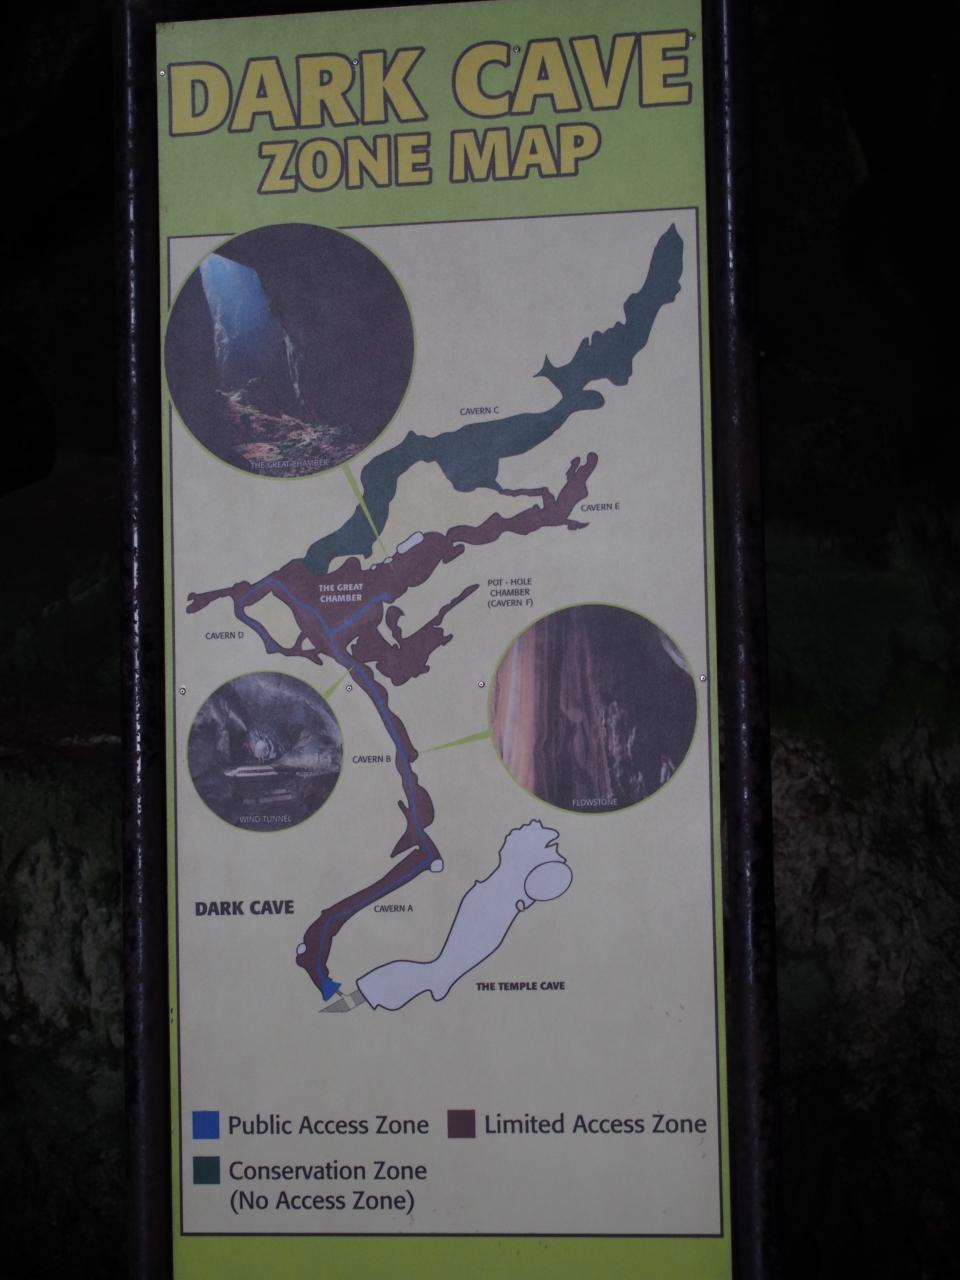 DARK CAVE
ZONE MAP
THE GREAT CHAMBER
CAVERN C
CAVERN E
THE GREAT
CHAMBER
POT - HOLE
CHAMBER
(CAVERN F)
CAVERN D
CAVERN B
WIND TUNNEL
FLOWSTONE
DARK CAVE
CAVERN A
THE TEMPLE CAVE
Public Access Zone
Limited Access Zone
Conservation Zone
(No Access Zone)